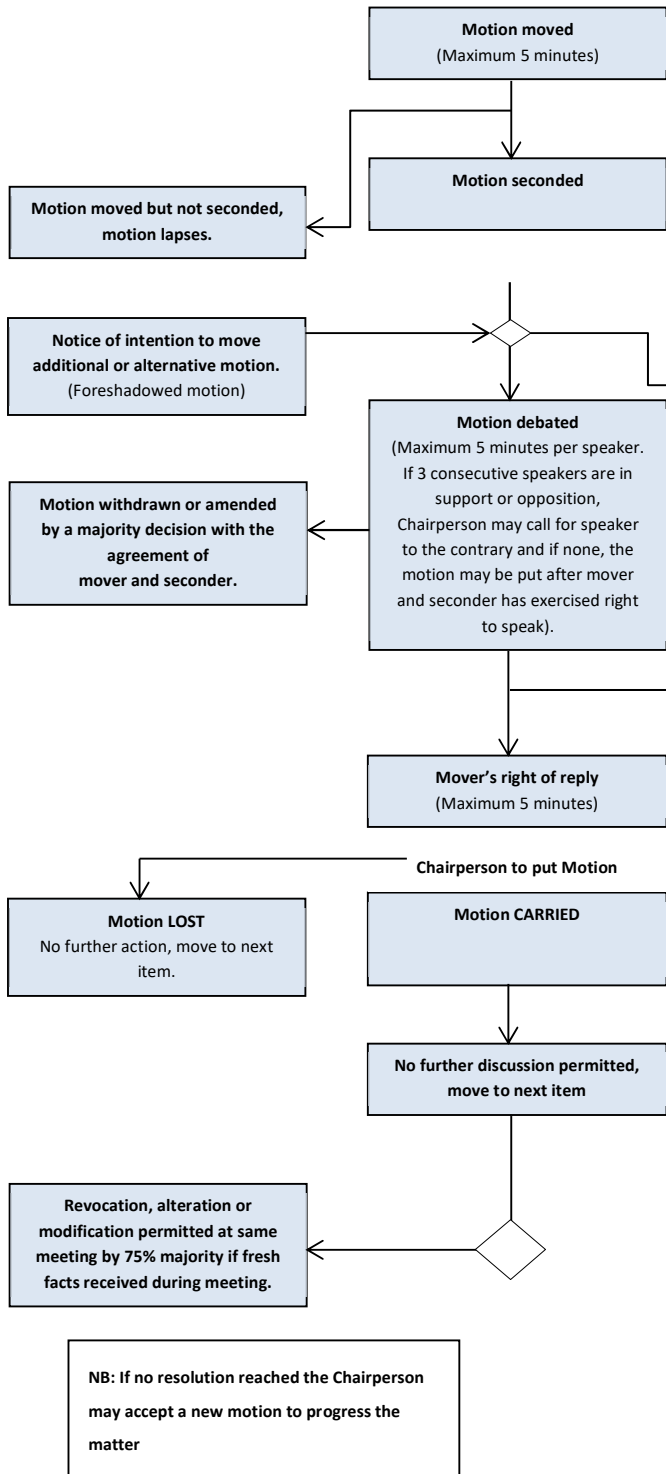 Motion moved
(Maximum 5 minutes)
Motion seconded
Motion moved but not seconded,
motion lapses.
Notice of intention to move
additional or alternative motion.
(Foreshadowed motion)
Motion debated
(Maximum 5 minutes per speaker.
If 3 consecutive speakers are in
support or opposition,
Chairperson may call for speaker
to the contrary and if none, the
motion may be put after mover
and seconder has exercised right
to speak).
Motion withdrawn or amended
by a majority decision with the
agreement of
mover and seconder.
Mover’s right of reply
(Maximum 5 minutes)
Chairperson to put Motion
Motion LOST
No further action, move to next
item.
Motion CARRIED
No further discussion permitted,
move to next item
Revocation, alteration or
modification permitted at same
meeting by 75% majority if fresh
facts received during meeting.
NB: If no resolution reached the Chairperson
may accept a new motion to progress the
matter